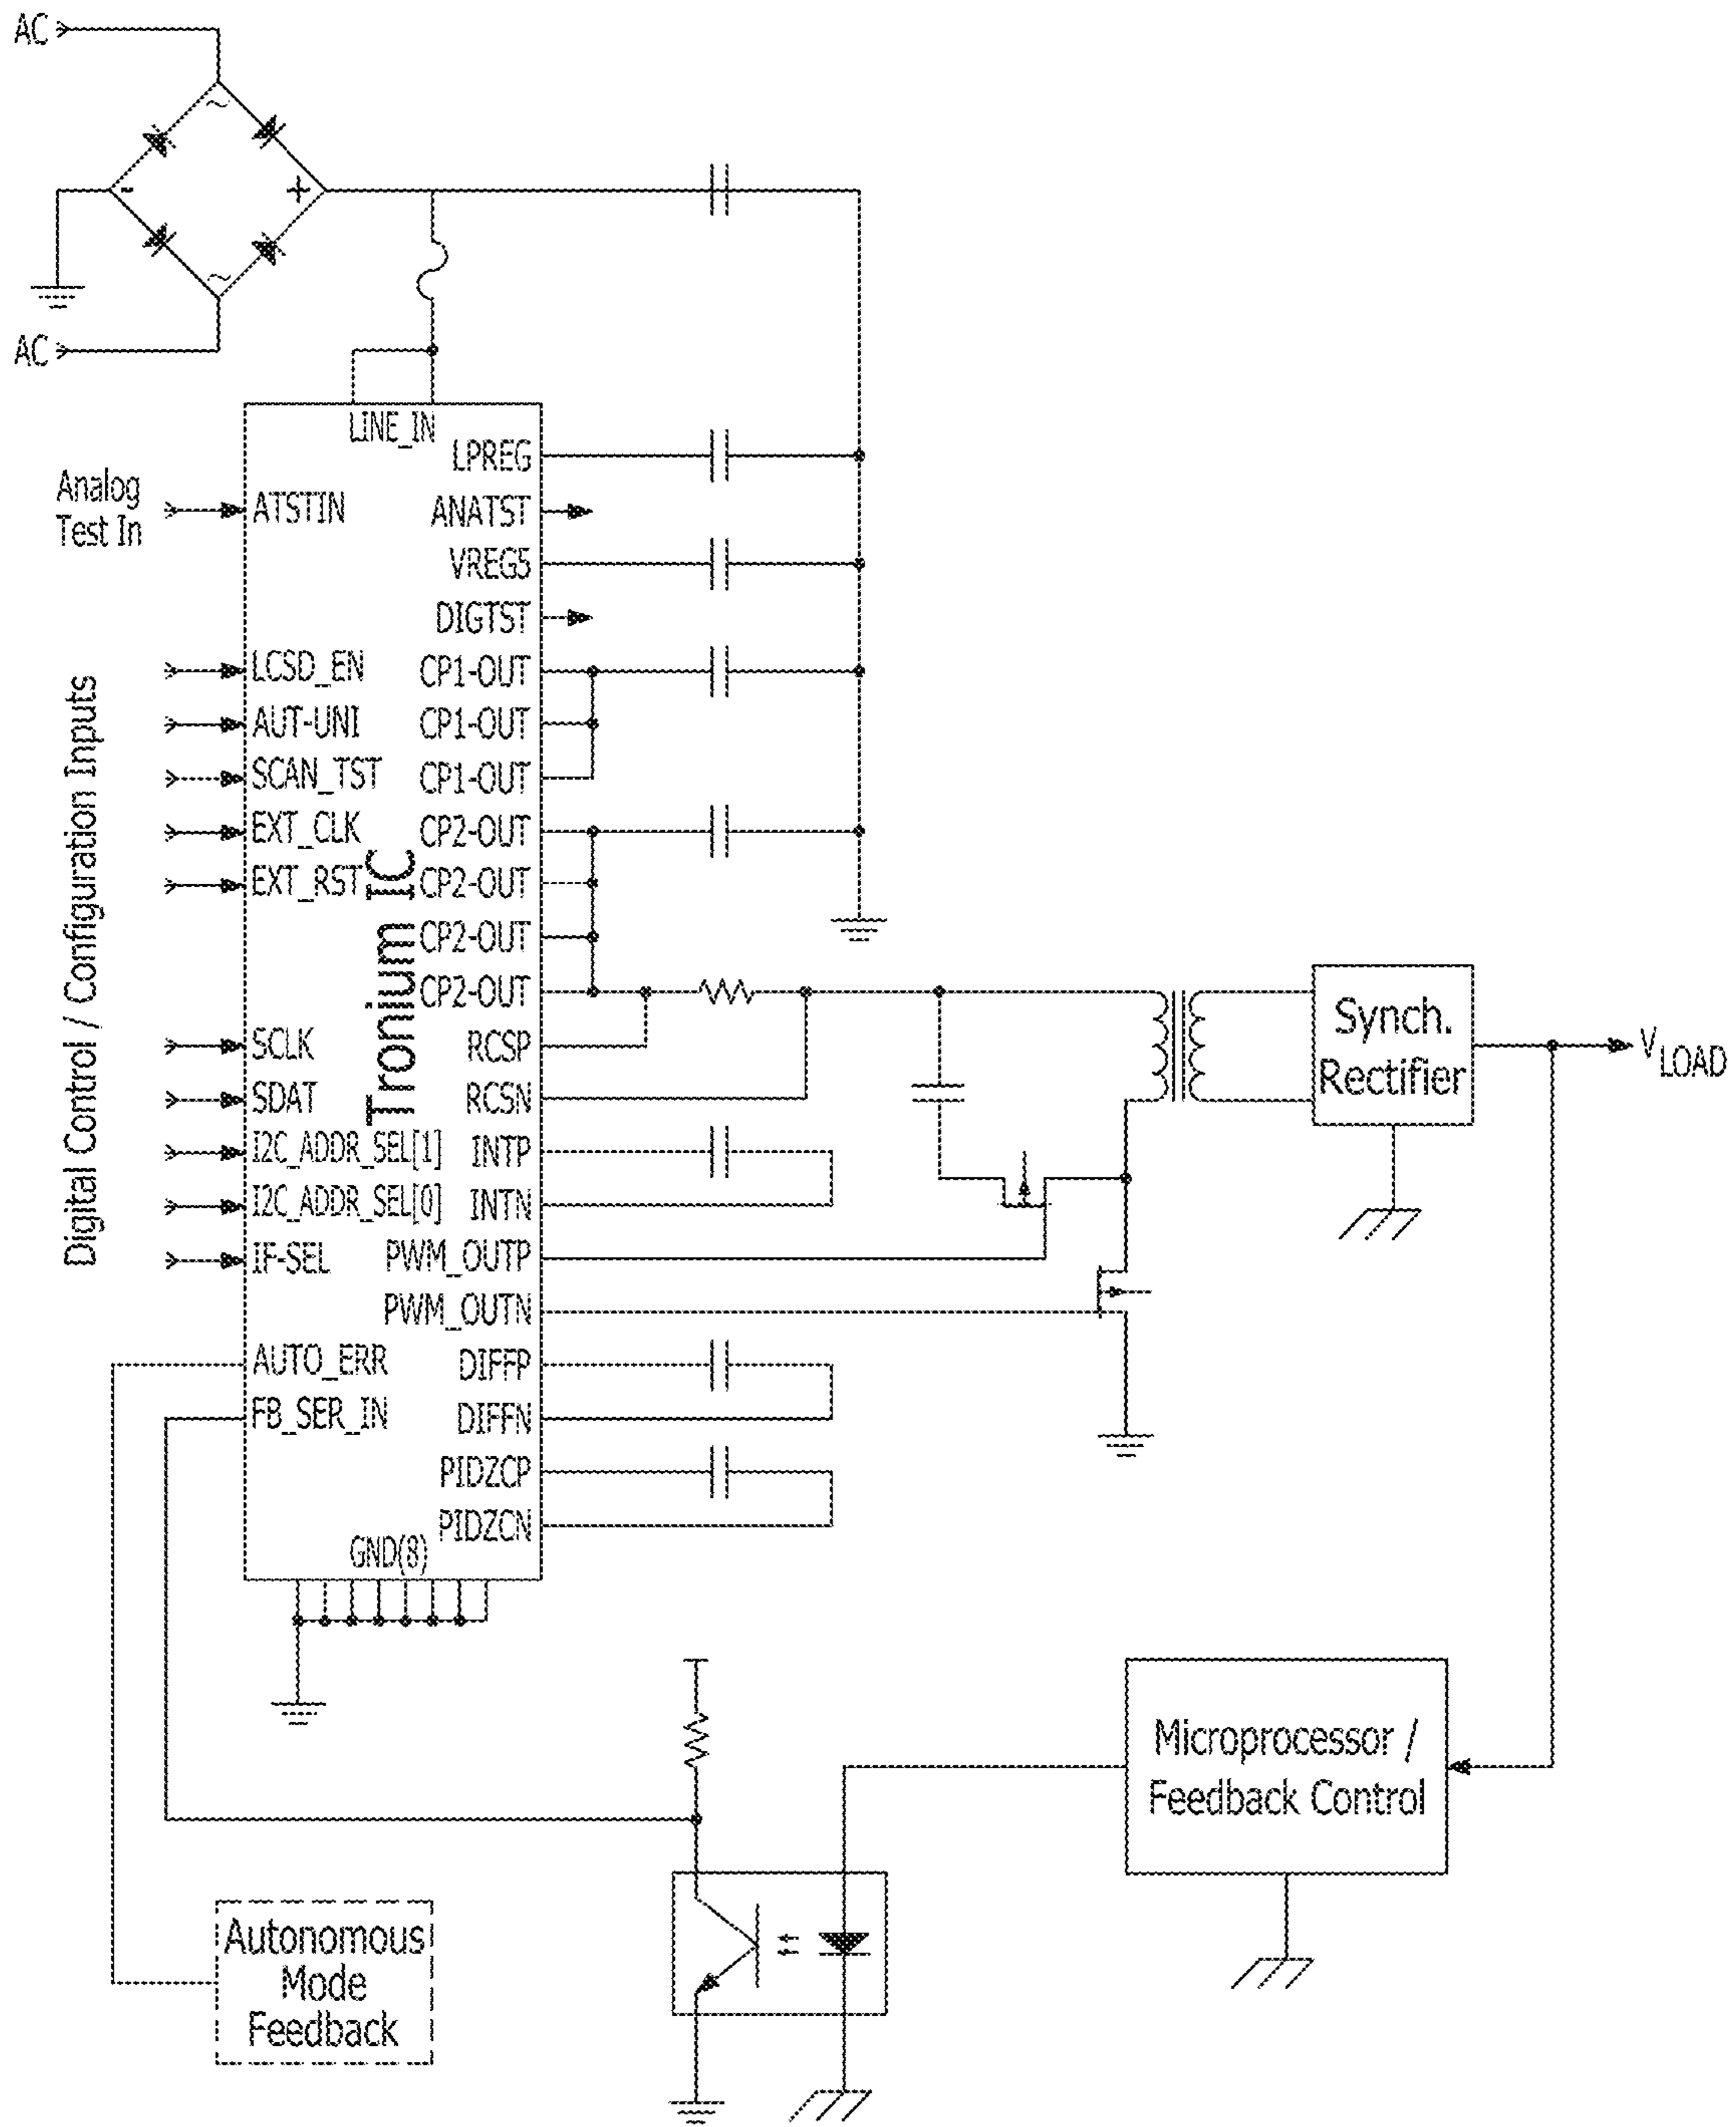 AC
~
-
+
~
AC
LINE_IN
LPREG
Analog
Test In
ATSTIN
ANATST
VREG5
DIGTST
Digital Control / Configuration Inputs
LCSD_EN
CP1-OUT
AUT-UNI
CP1-OUT
SCAN_TST
CP1-OUT
EXT_CLK
CP2-OUT
EXT_RST
CP2-OUT
Tronium IC
CP2-OUT
CP2-OUT
SCLK
RCSP
SDAT
RCSN
I2C_ADDR_SEL[1]
INTP
I2C_ADDR_SEL[0]
INTN
IF-SEL
PWM_OUTP
PWM_OUTN
AUTO_ERR
DIFFP
FB_SER_IN
DIFFN
PIDZCP
PIDZCN
GND(8)
Synch.
Rectifier
VLOAD
Microprocessor /
Feedback Control
Autonomous
Mode
Feedback